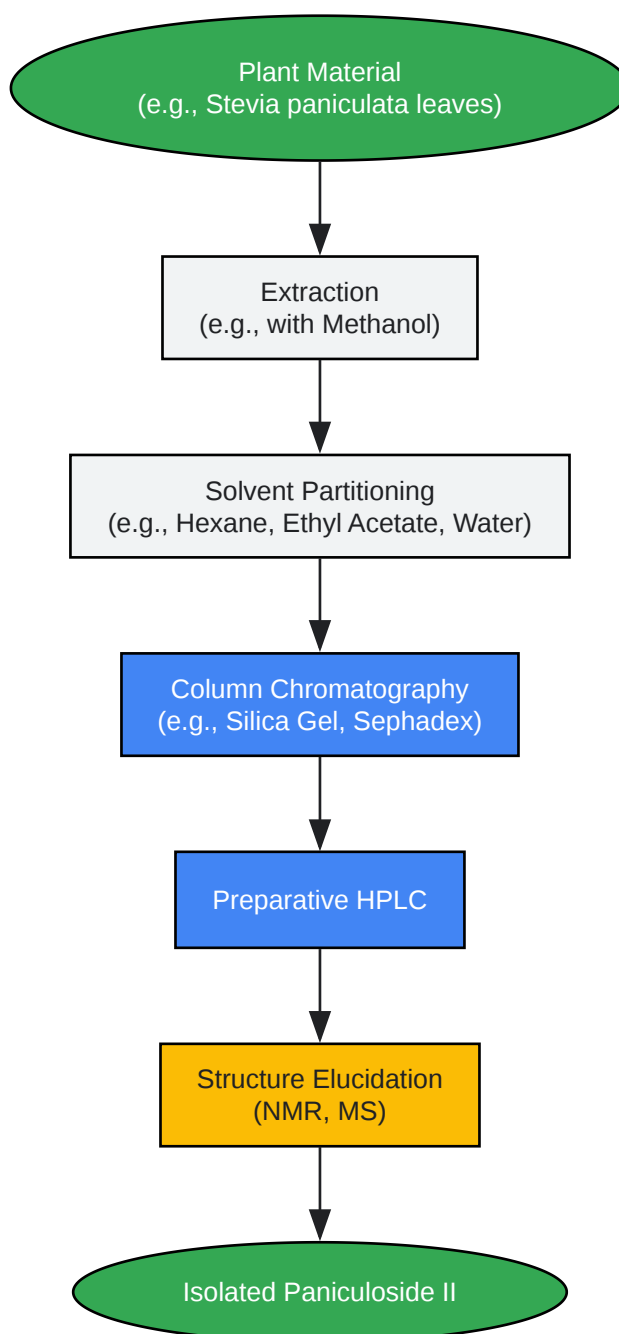 Plant Material
(e.g., Stevia paniculata leaves)
Extraction
(e.g., with Methanol)
Solvent Partitioning
(e.g., Hexane, Ethyl Acetate, Water)
Column Chromatography
(e.g., Silica Gel, Sephadex)
Preparative HPLC
Structure Elucidation
(NMR, MS)
Isolated Paniculoside II